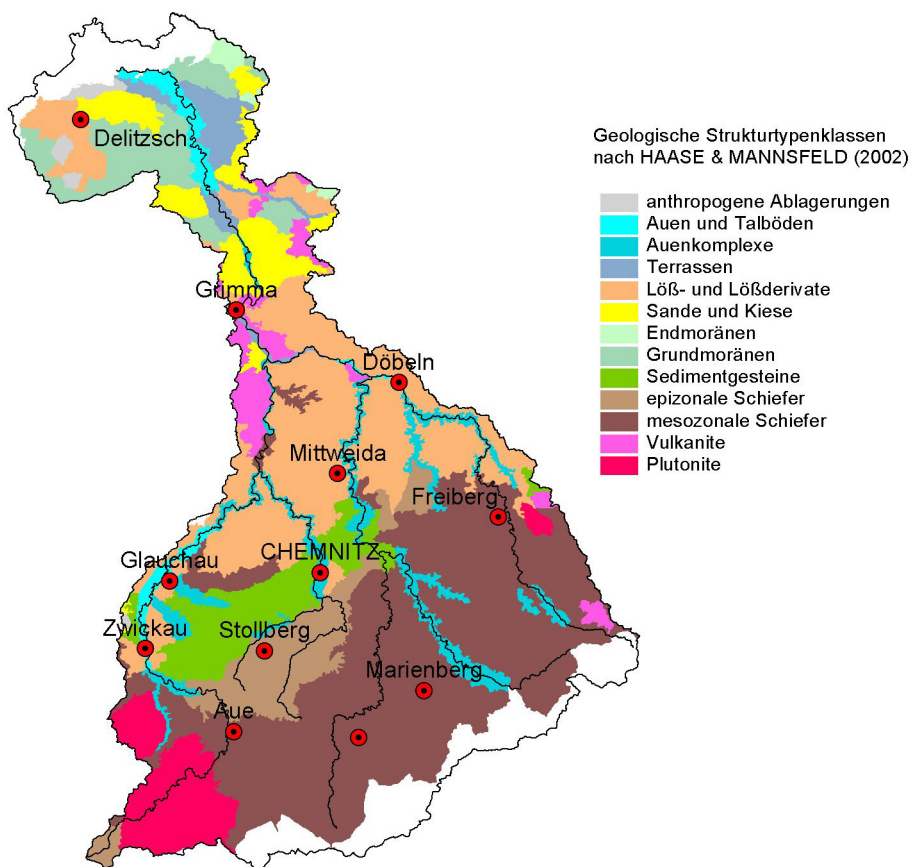 Delitzsch
Geologische Strukturtypenklassen
nach HAASE & MANNSFELD (2002)
anthropogene Ablagerungen
Auen und Talböden
Auenkomplexe
Terrassen
Löß- und Lößderivate
Sande und Kiese
Endmoränen
Grundmoränen
Sedimentgesteine
epizonale Schiefer
mesozonale Schiefer
Vulkanite
Plutonite
Grimma
Döbeln
Mittweida
Freiberg
Glauchau
CHEMNITZ
Zwickau
Stollberg
Marienberg
Aue